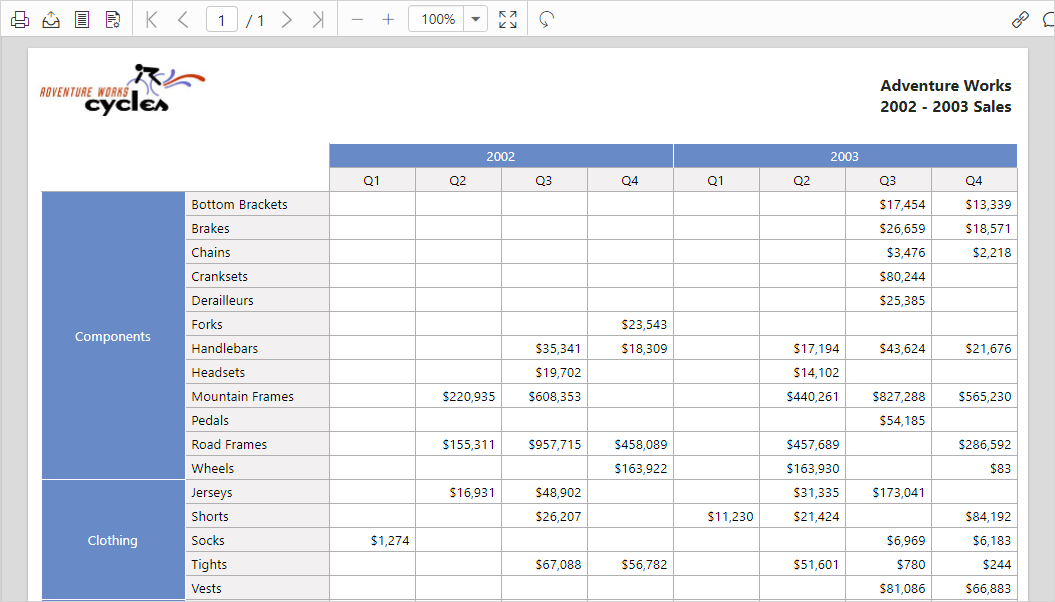 1 / 1 100%
ADVENTURE WORKS
cycles
Adventure Works
2002 - 2003 Sales
2002 2003
Q1 Q2 Q3 Q4 Q1 Q2 Q3 Q4
Components
Bottom Brackets $17,454 $13,339
Brakes $26,659 $18,571
Chains $3,476 $2,218
Cranksets $80,244
Derailleurs $25,385
Forks $23,543
Handlebars $35,341 $18,309 $17,194 $43,624 $21,676
Headsets $19,702 $14,102
Mountain Frames $220,935 $608,353 $440,261 $827,288 $565,230
Pedals $54,185
Road Frames $155,311 $957,715 $458,089 $457,689 $286,592
Wheels $163,922 $163,930 $83
Clothing
Jerseys $16,931 $48,902 $31,335 $173,041
Shorts $26,207 $11,230 $21,424 $84,192
Socks $1,274 $6,969 $6,183
Tights $67,088 $56,782 $51,601 $780 $244
Vests $81,086 $66,883